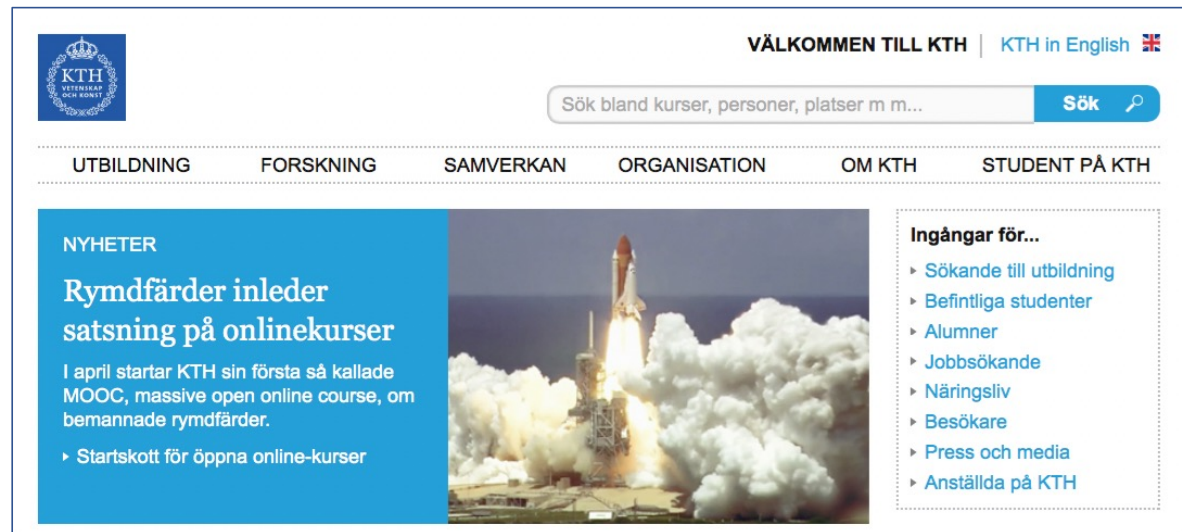 KTH
VETENSKAP
OCH KONST
VÄLKOMMEN TILL KTH | KTH in English
Sök bland kurser, personer, platser m m...
Sök
UTBILDNING FORSKNING SAMVERKAN ORGANISATION OM KTH STUDENT PÅ KTH
NYHETER
Rymdfärder inleder
satsning på onlinekurser
I april startar KTH sin första så kallade
MOOC, massive open online course, om
bemannade rymdfärder.
Startskott för öppna online-kurser
Ingångar för...
Sökande till utbildning
Befintliga studenter
Alumner
Jobbsökande
Näringsliv
Besökare
Press och media
Anställda på KTH